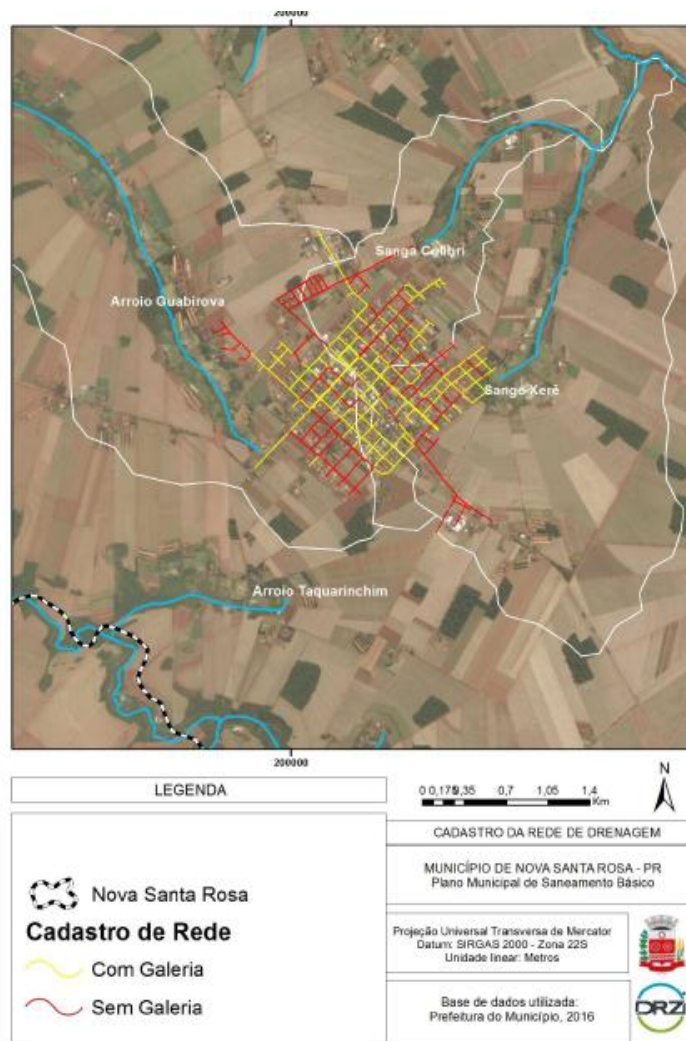 200000
Sanga Colibri
Arroio Guabirova
Sange Xerê
Arroio Taquarinchim
200000
LEGENDA
Nova Santa Rosa
Cadastro de Rede
Com Galeria
Sem Galeria
0 0,175 0,35 0,7 1,05 1,4
Km
N
CADASTRO DA REDE DE DRENAGEM
MUNICÍPIO DE NOVA SANTA ROSA - PR
Plano Municipal de Saneamento Básico
Projeção Universal Transversa de Mercator
Datum: SIRGAS 2000 - Zona 22S
Unidade linear: Metros
Base de dados utilizada:
Prefeitura do Município, 2016
DRZ